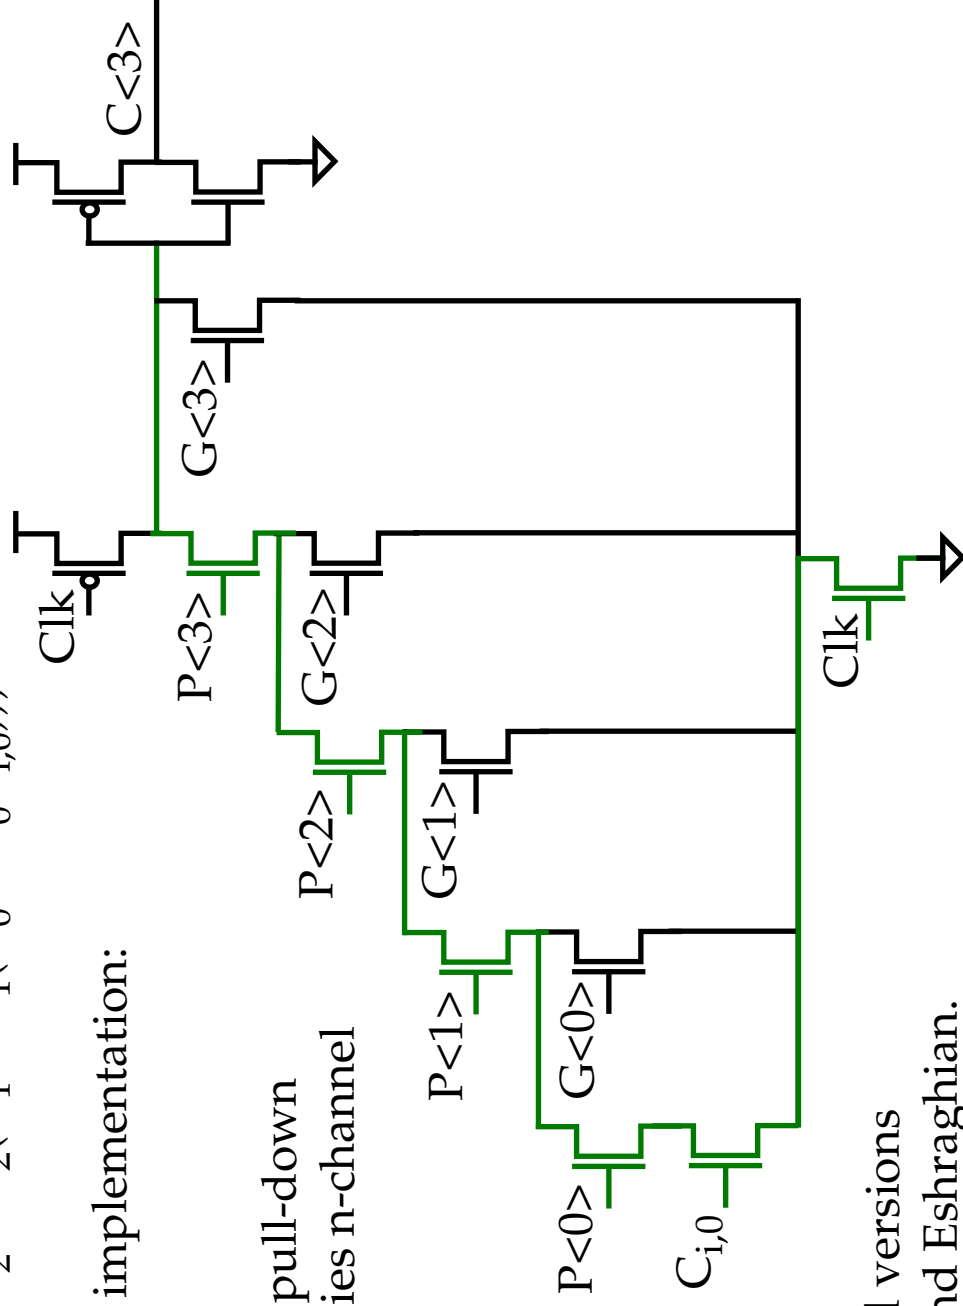 implementation:
pull-down
ies n-channel
versions
nd Eshraghian.
Clk
C<3>
P<3>
G<3>
P<2>
G<2>
P<1>
G<1>
P<0>
G<0>
C i,0
Clk